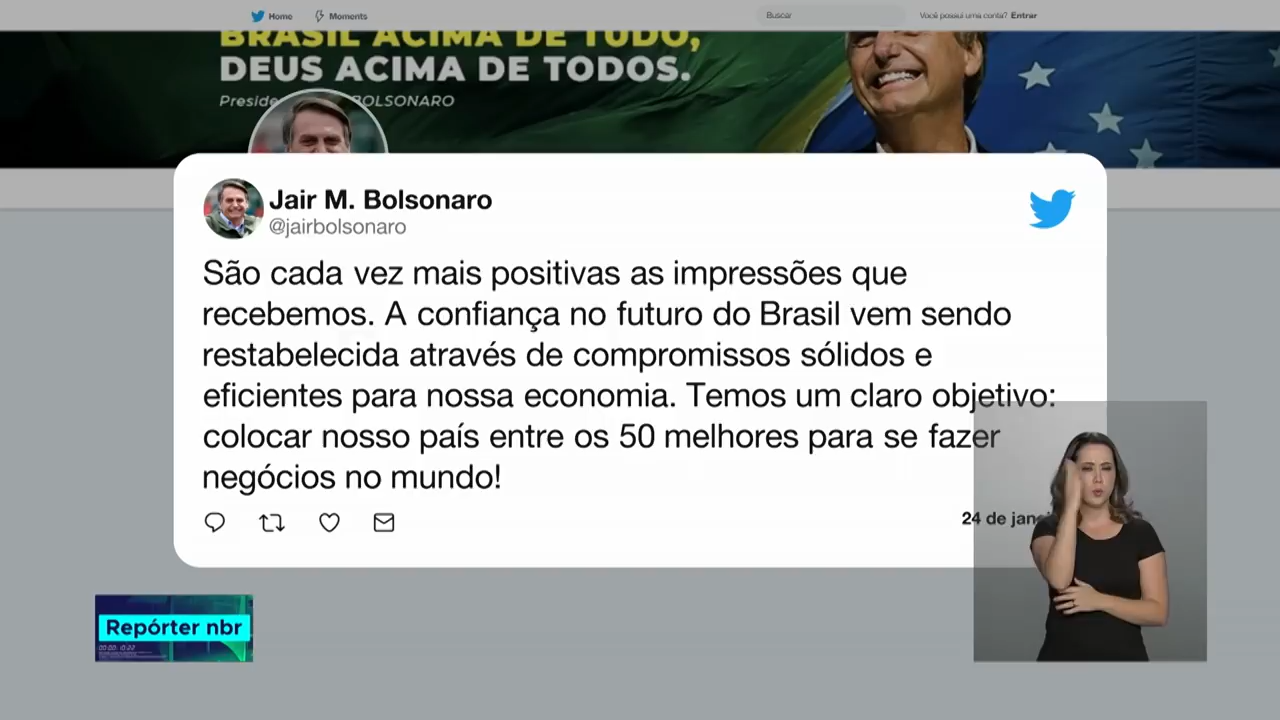 Home Moments Buscar Você possui uma conta? Entrar
BRASIL ACIMA DE TUDO,
DEUS ACIMA DE TODOS.
BOLSONARO
Jair M. Bolsonaro
@jairbolsonaro
São cada vez mais positivas as impressões que
recebemos. A confiança no futuro do Brasil vem sendo
restabelecida através de compromissos sólidos e
eficientes para nossa economia. Temos um claro objetivo:
colocar nosso país entre os 50 melhores para se fazer
negócios no mundo!
24 de jan
Repórter nbr